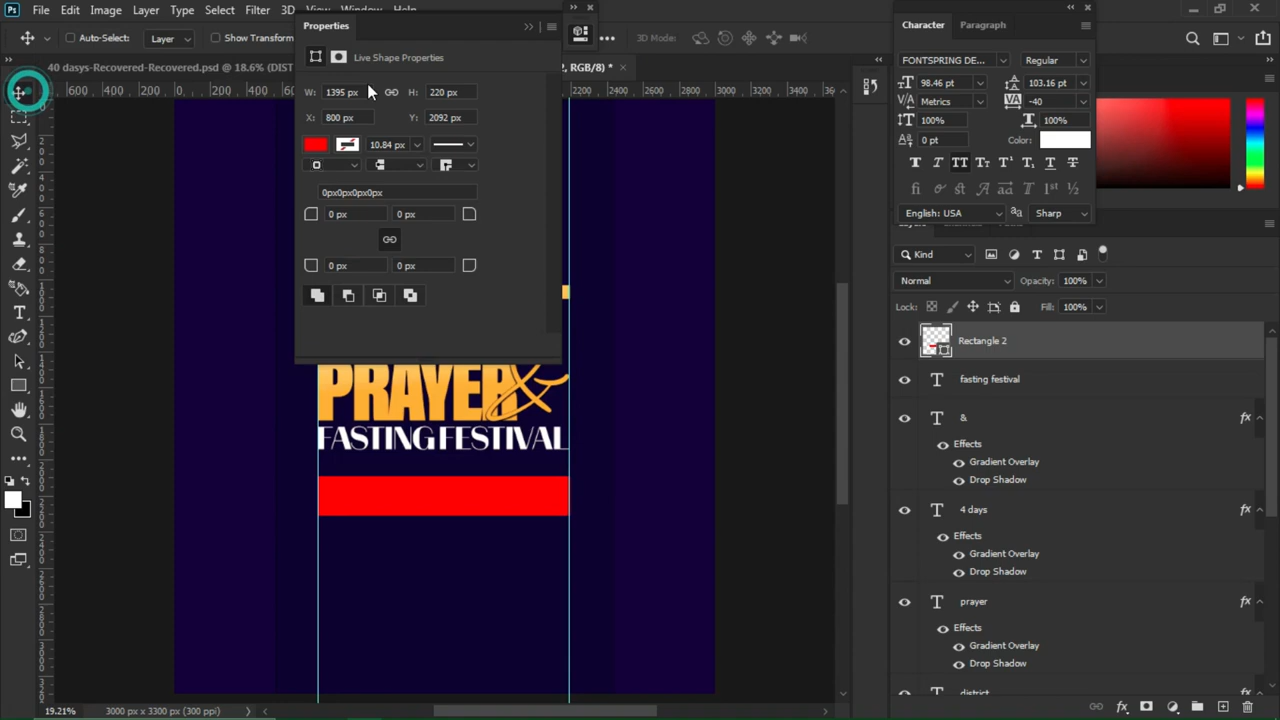 File Edit Image Layer Type Select Filter 3D View Window Help
Auto-Select: Layer Show Transform 3D Mode:
40 dasys-Recovered-Recovered.psd @ 18.6% (DIST 2, RGB/8) *
Properties
Live Shape Properties
W: 1395 px H: 220 px
X: 800 px Y: 2092 px
10.84 px
0px0px0px0px
0 px 0 px
0 px 0 px
PRAYER &
FASTING FESTIVAL
Character Paragraph
FONTSPRING DE... Regular
98.46 pt 103.16 pt
Metrics -40
100% 100%
0 pt Color:
English: USA Sharp
Kind
Normal Opacity: 100%
Lock: Fill: 100%
Rectangle 2
fasting festival
& fx
Effects
Gradient Overlay
Drop Shadow
4 days fx
Effects
Gradient Overlay
Drop Shadow
prayer fx
Effects
Gradient Overlay
Drop Shadow
district
19.21% 3000 px x 3300 px (300 ppi)